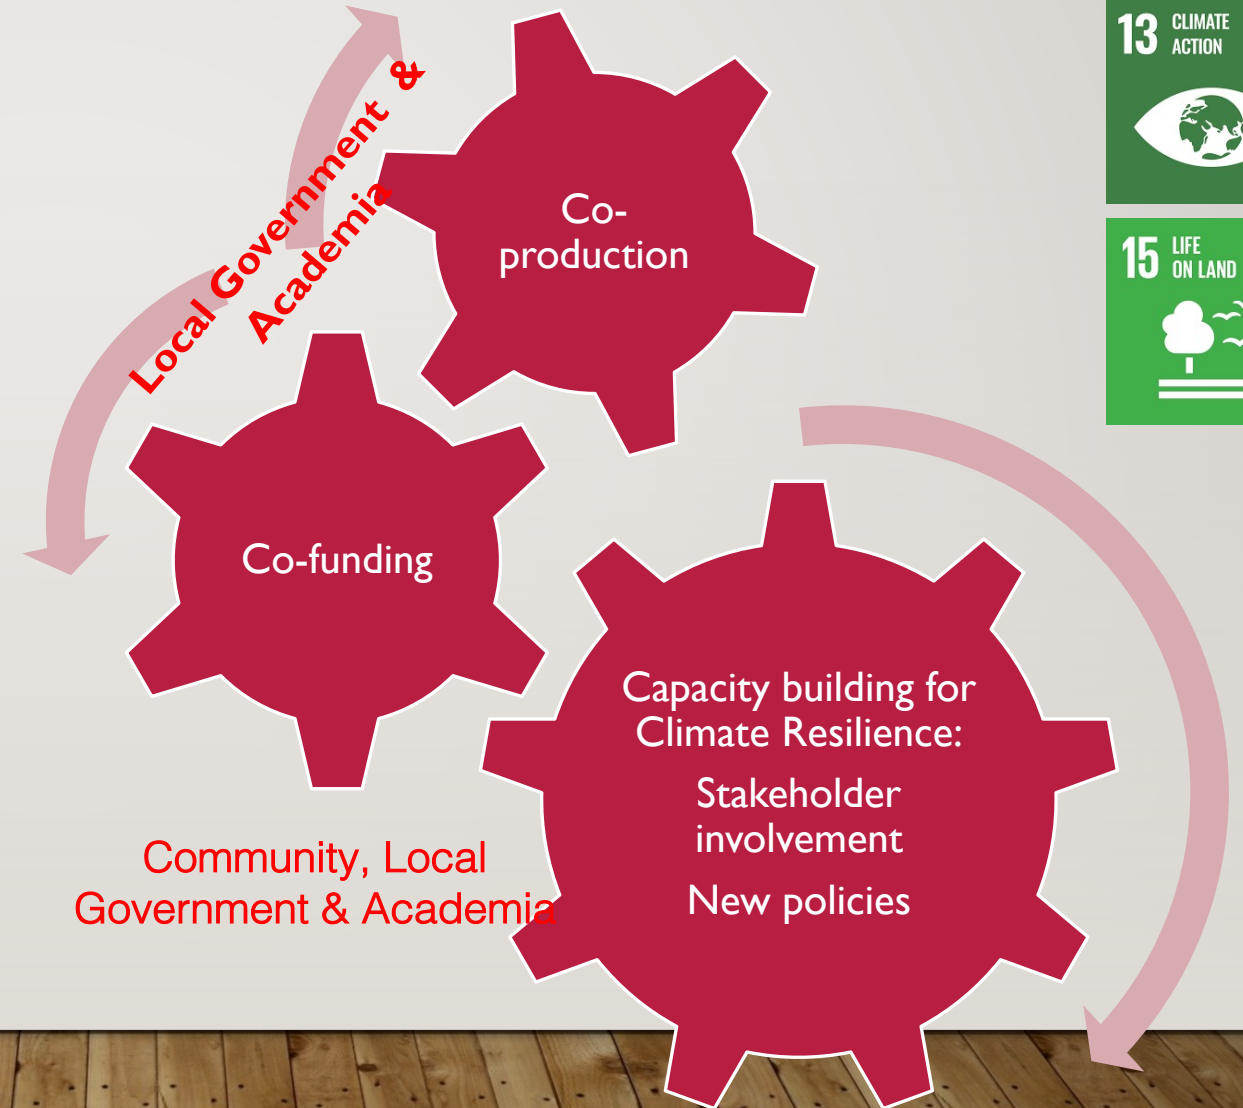 Local Government &
Academia
Co-
production
Co-funding
Capacity building for
Climate Resilience:
Stakeholder
involvement
New policies
Community, Local
Government & Academia
13 CLIMATE
ACTION
15 LIFE
ON LAND